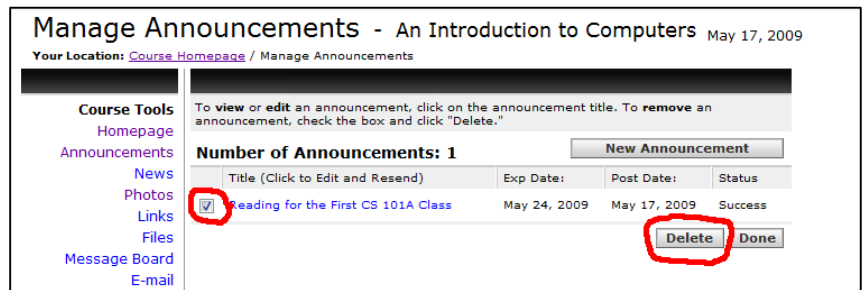 Manage Announcements - An Introduction to Computers May 17, 2009
Your Location: Course Homepage / Manage Announcements
Course Tools
Homepage
Announcements
News
Photos
Links
Files
Message Board
E-mail
To view or edit an announcement, click on the announcement title. To remove an
announcement, check the box and click "Delete."
Number of Announcements: 1 New Announcement
Title (Click to Edit and Resend) Exp Date: Post Date: Status
Reading for the First CS 101A Class May 24, 2009 May 17, 2009 Success
Delete Done